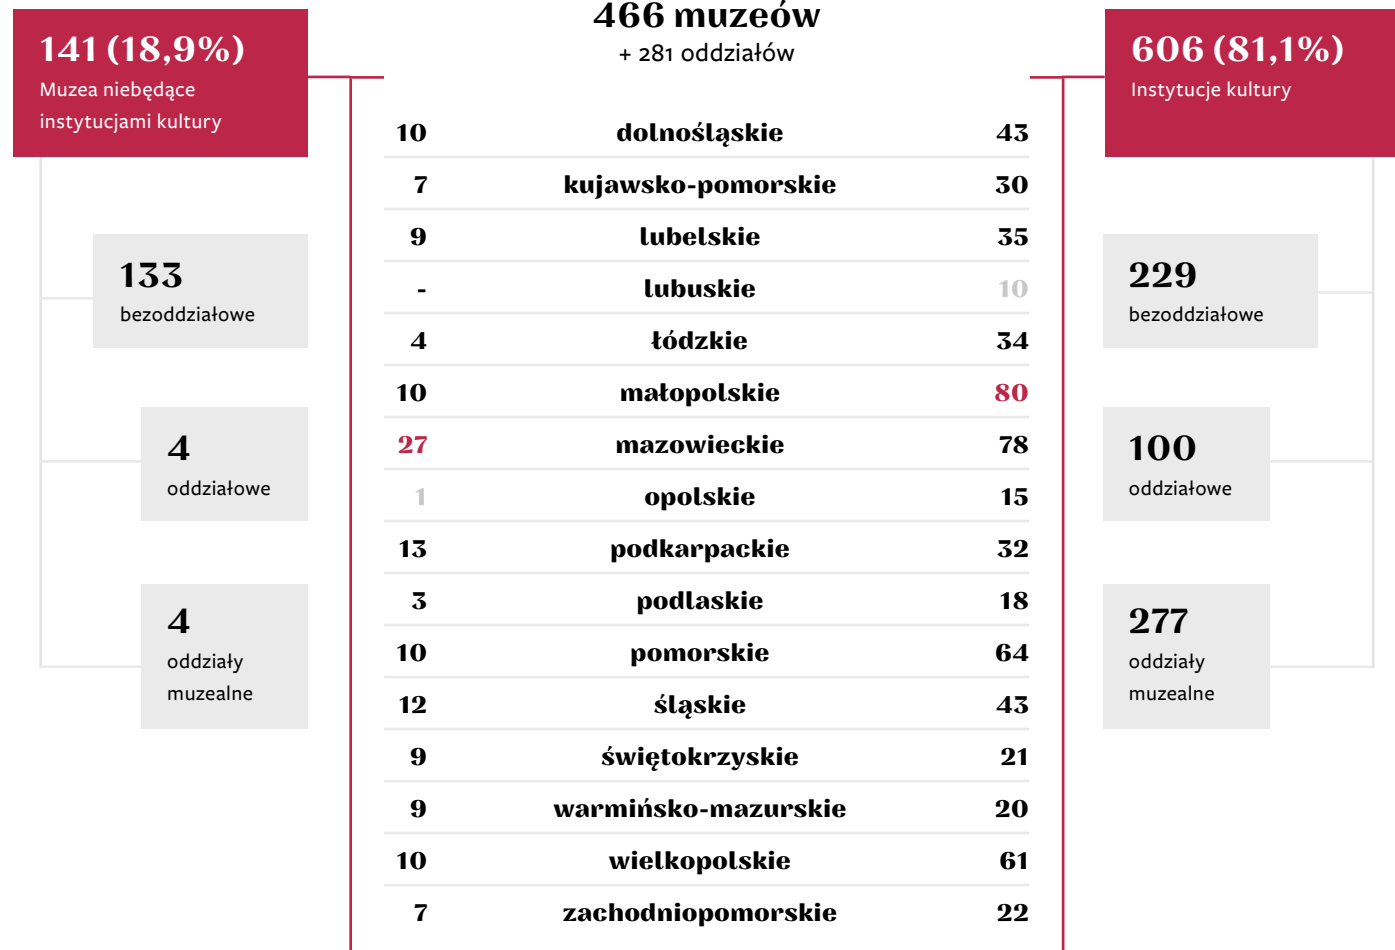 466 muzeów
+ 281 oddziałów
141 (18,9%)
Muzea niebędące
instytucjami kultury
133
bezoddziałowe
4
oddziałowe
4
oddziały
muzealne
10 dolnośląskie 43
7 kujawsko-pomorskie 30
9 lubelskie 35
- lubuskie 10
4 łódzkie 34
10 małopolskie 80
27 mazowieckie 78
1 opolskie 15
13 podkarpackie 32
3 podlaskie 18
10 pomorskie 64
12 śląskie 43
9 świętokrzyskie 21
9 warmińsko-mazurskie 20
10 wielkopolskie 61
7 zachodniopomorskie 22
606 (81,1%)
Instytucje kultury
229
bezoddziałowe
100
oddziałowe
277
oddziały
muzealne